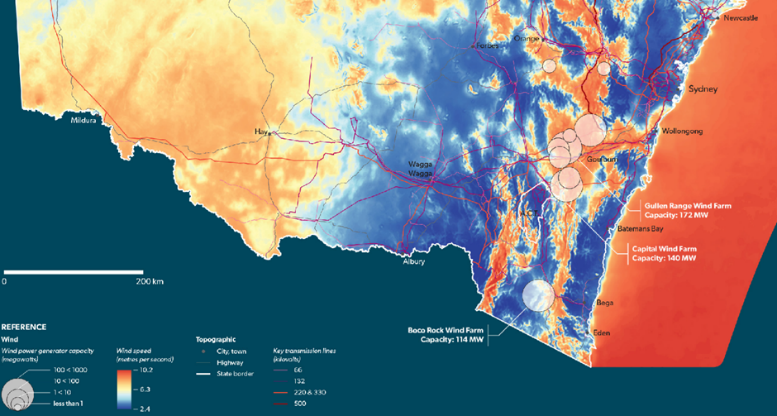 Newcastle
Orange
Forbes
Sydney
Mildura
Hay
Wollongong
Goulburn
Wagga
Wagga
Gullen Range Wind Farm
Capacity: 172 MW
A.C.T.
Batemans Bay
Capital Wind Farm
Capacity: 140 MW
Albury
0 200 km
Bega
Boco Rock Wind Farm
Capacity: 114 MW
Eden
REFERENCE
Wind
Wind power generator capacity
(megawatts)
100 < 1000
10 < 100
1 < 10
less than 1
Wind speed
(metres per second)
10.2
6.3
2.4
Topographic
City, town
Highway
State border
Key transmission lines
(kilovolts)
66
132
220 & 330
500